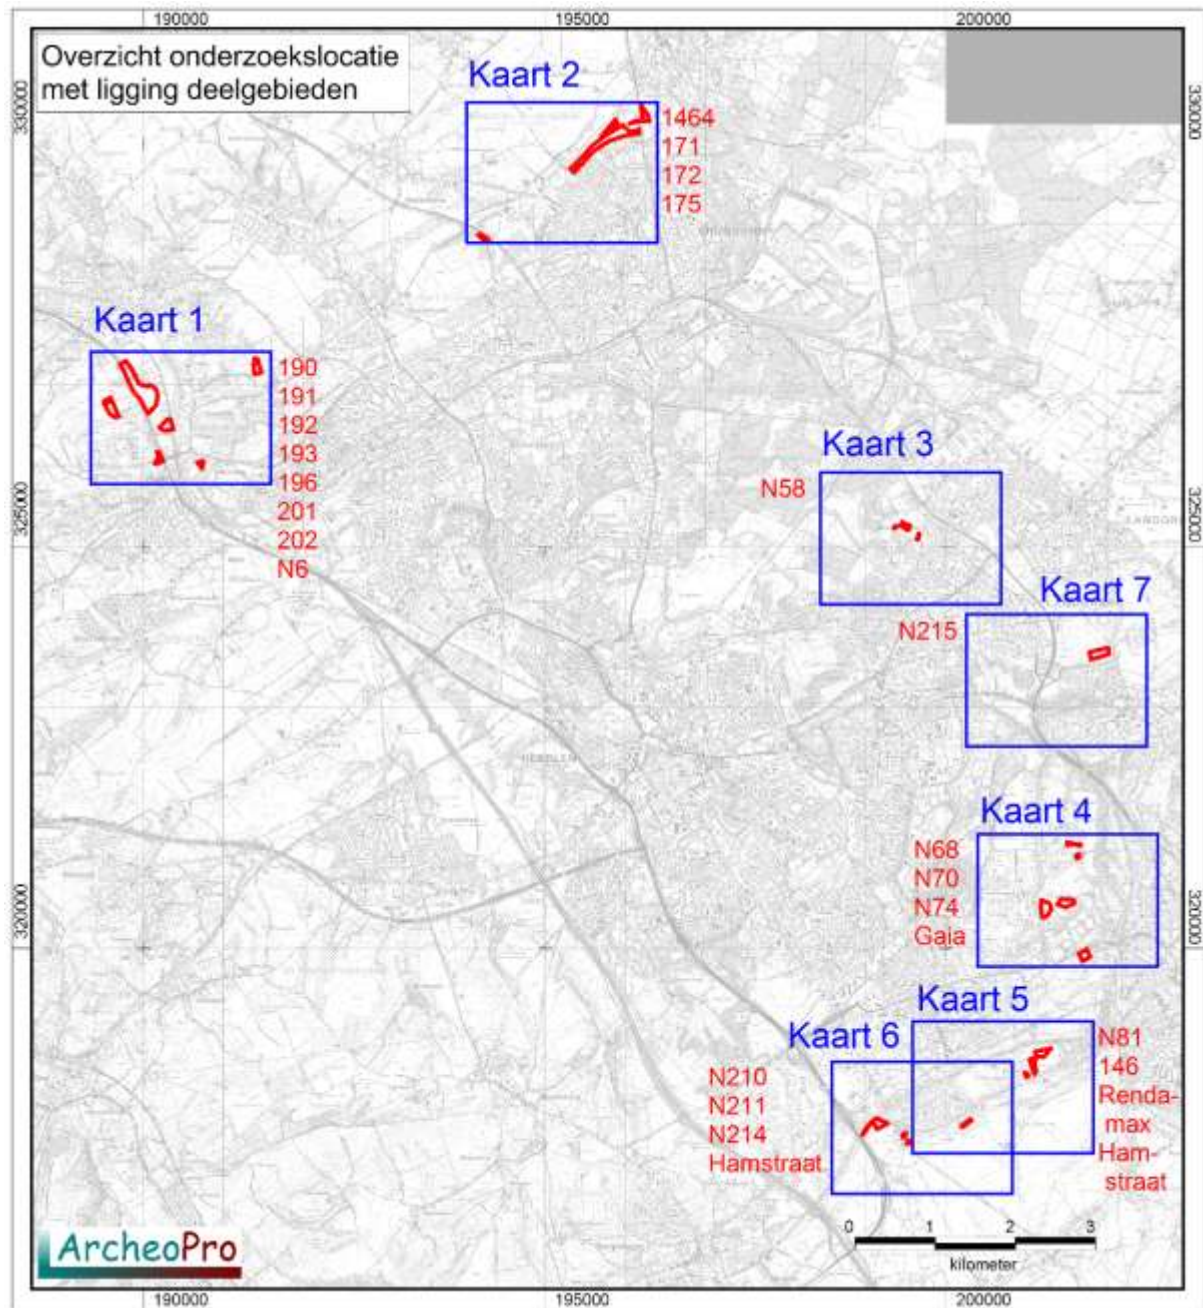 190000
195000
200000
Overzicht onderzoekslocatie
met ligging deelgebieden
Kaart 2
330000
330000
1464
171
172
175
Kaart 1
190
191
192
193
196
201
202
N6
Kaart 3
N58
325000
325000
Kaart 7
N215
Kaart 4
N68
N70
N74
Gaia
320000
320000
Kaart 5
Kaart 6
N81
146
Renda-
max
Ham-
straat
N210
N211
N214
Hamstraat
0 1 2 3
kilometer
ArcheoPro
190000
195000
200000